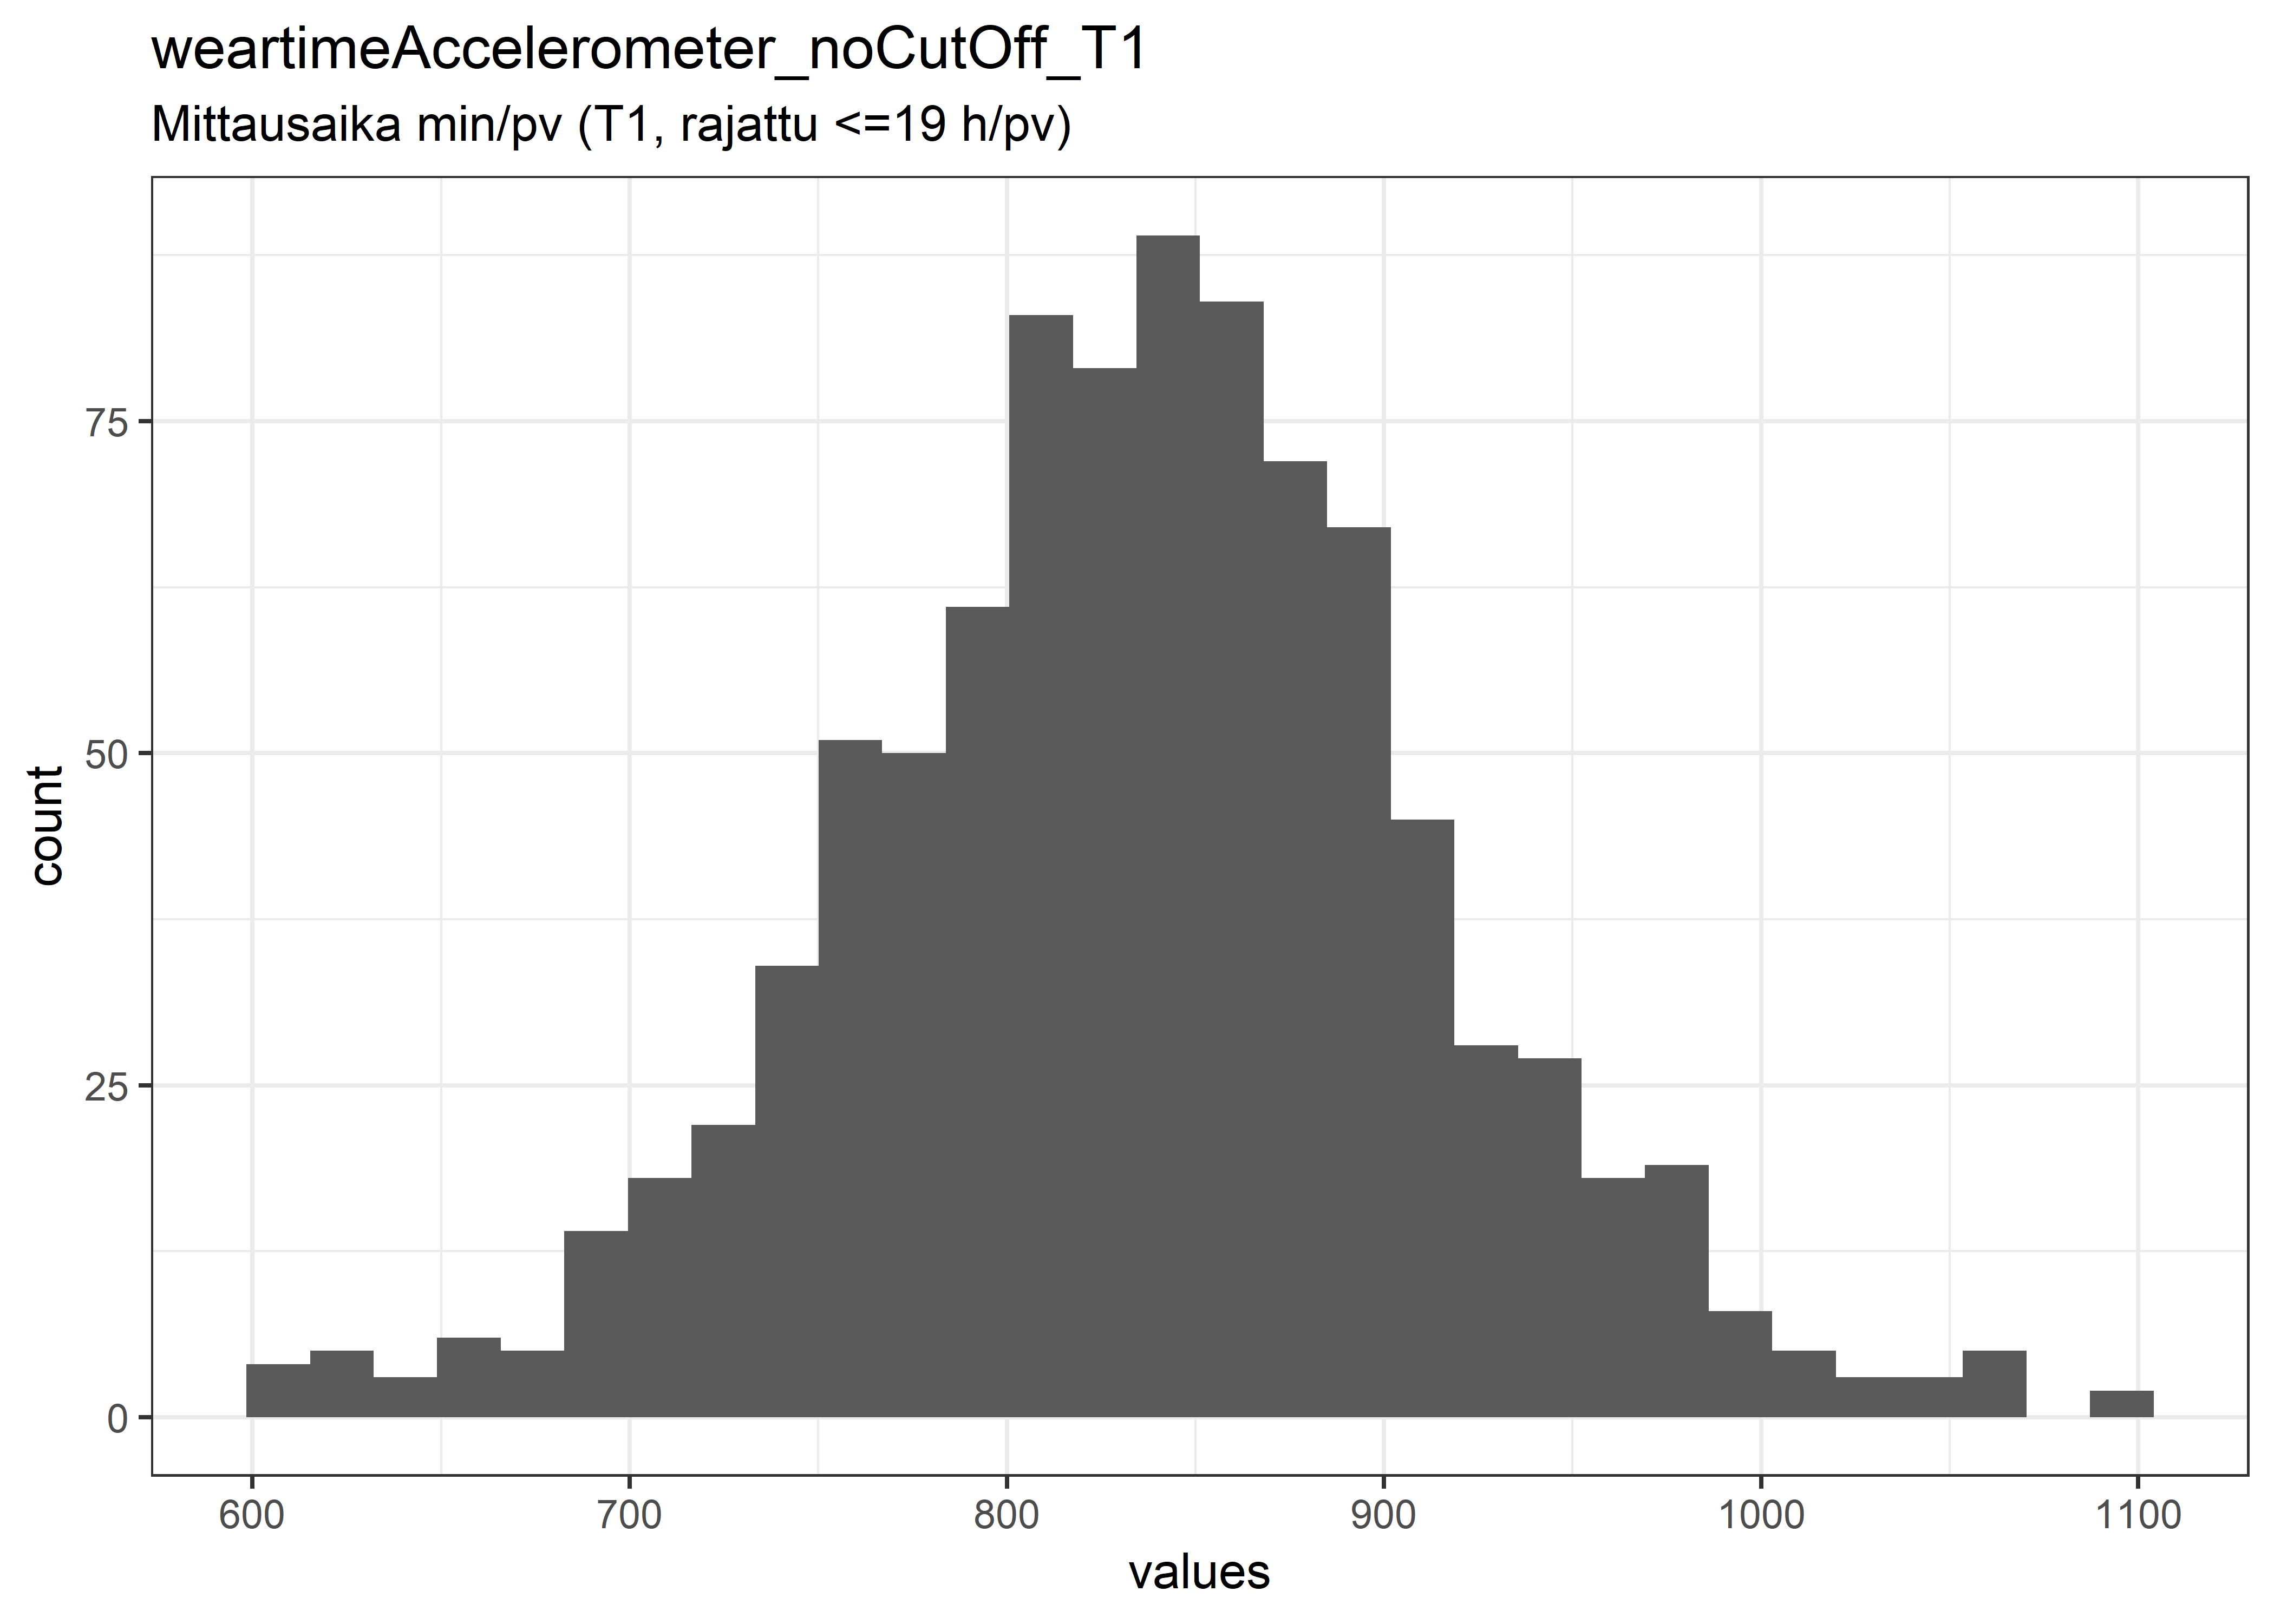 weartimeAccelerometer_noCutOff_T1
Mittausaika min/pv (T1, rajattu <=19 h/pv)
75
50
25
0
count
600 700 800 900 1000 1100
values